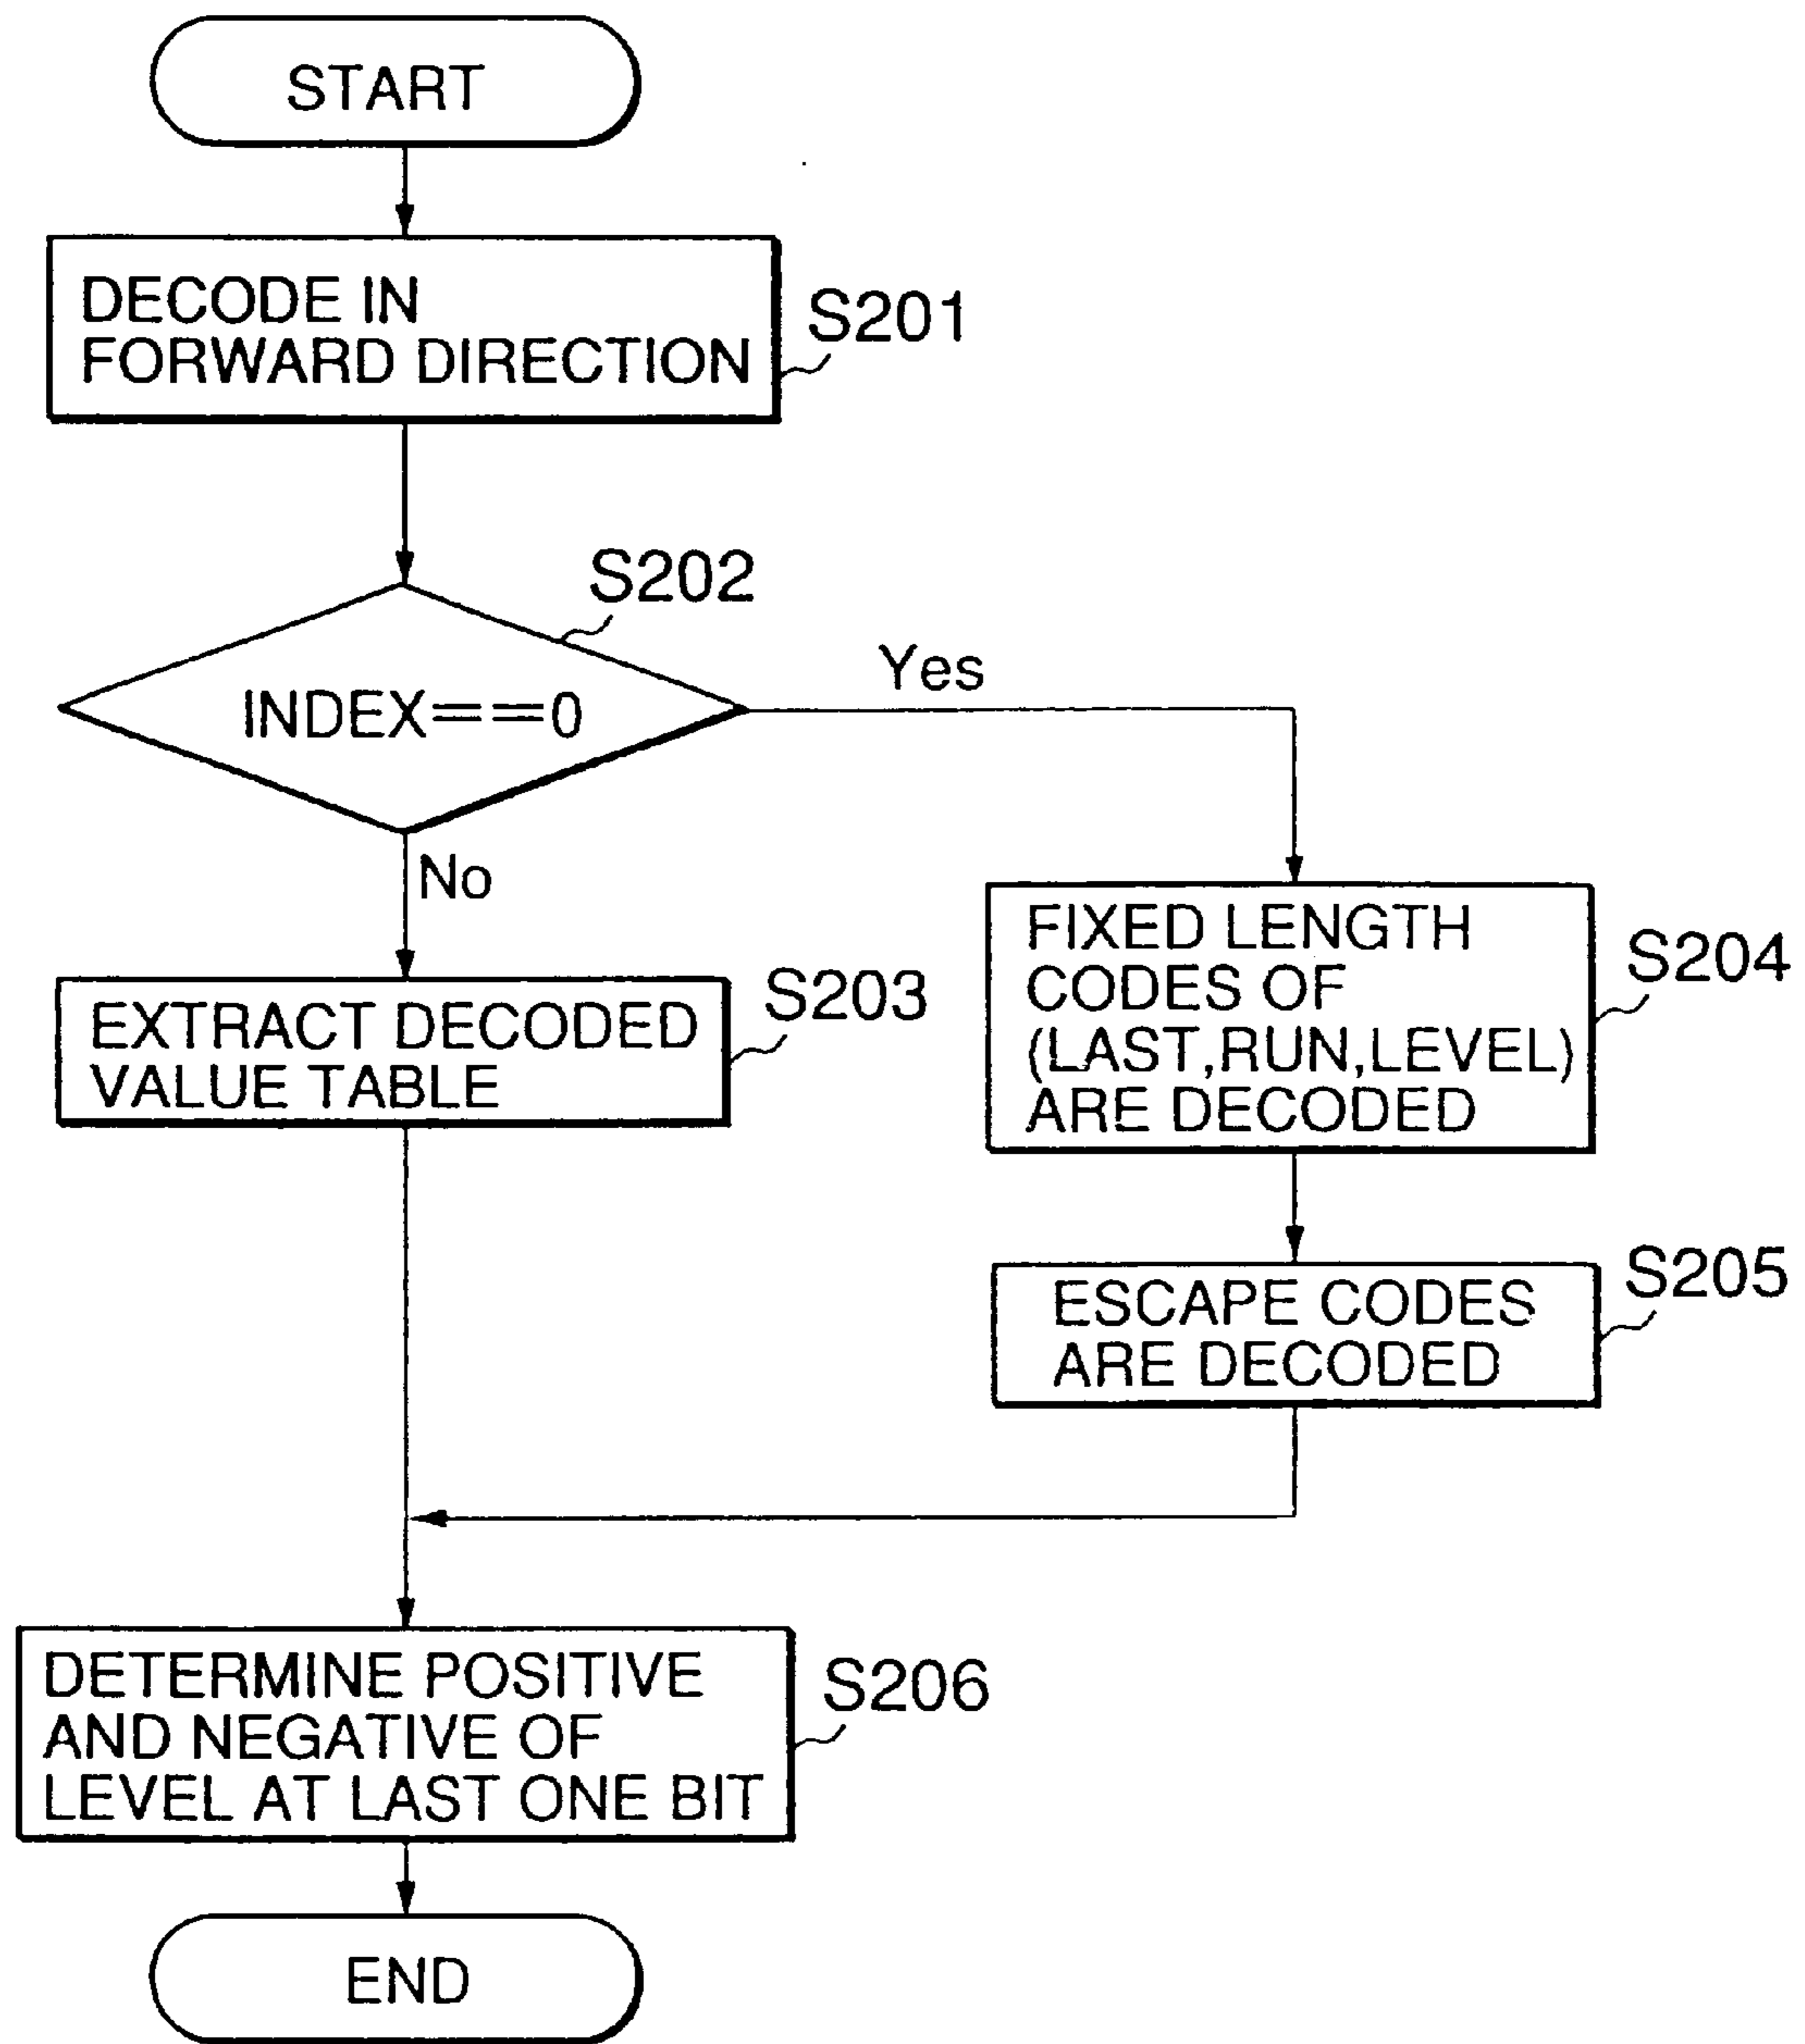 START
DECODE IN
FORWARD DIRECTION
S201
S202
INDEX==0
Yes
No
EXTRACT DECODED
VALUE TABLE
S203
FIXED LENGTH
CODES OF
(LAST,RUN,LEVEL)
ARE DECODED
S204
ESCAPE CODES
ARE DECODED
S205
DETERMINE POSITIVE
AND NEGATIVE OF
LEVEL AT LAST ONE BIT
S206
END